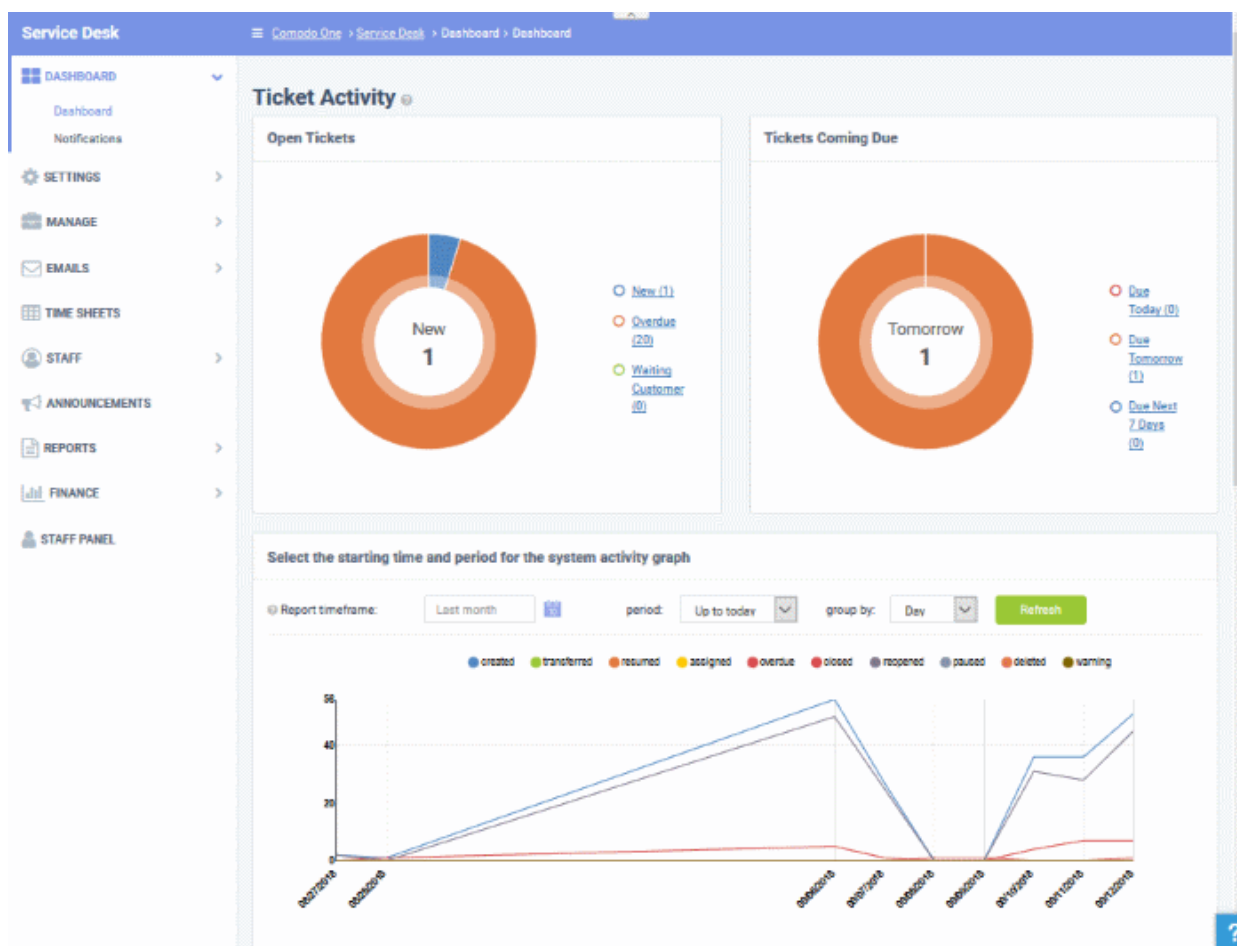 Service Desk
Comodo One > Service Desk > Dashboard > Dashboard
DASHBOARD
Dashboard
Notifications
SETTINGS
MANAGE
EMAILS
TIME SHEETS
STAFF
ANNOUNCEMENTS
REPORTS
FINANCE
STAFF PANEL
Ticket Activity
Open Tickets
New
1
New (1)
Overdue
(20)
Waiting
Customer
(0)
Tickets Coming Due
Tomorrow
1
Due
Today (0)
Due
Tomorrow
(1)
Due Next
7 Days
(0)
Select the starting time and period for the system activity graph
Report timeframe: Last month period: Up to today group by: Day Refresh
created transferred resumed assigned overdue closed reopened paused deleted warning
56
40
20
0
?